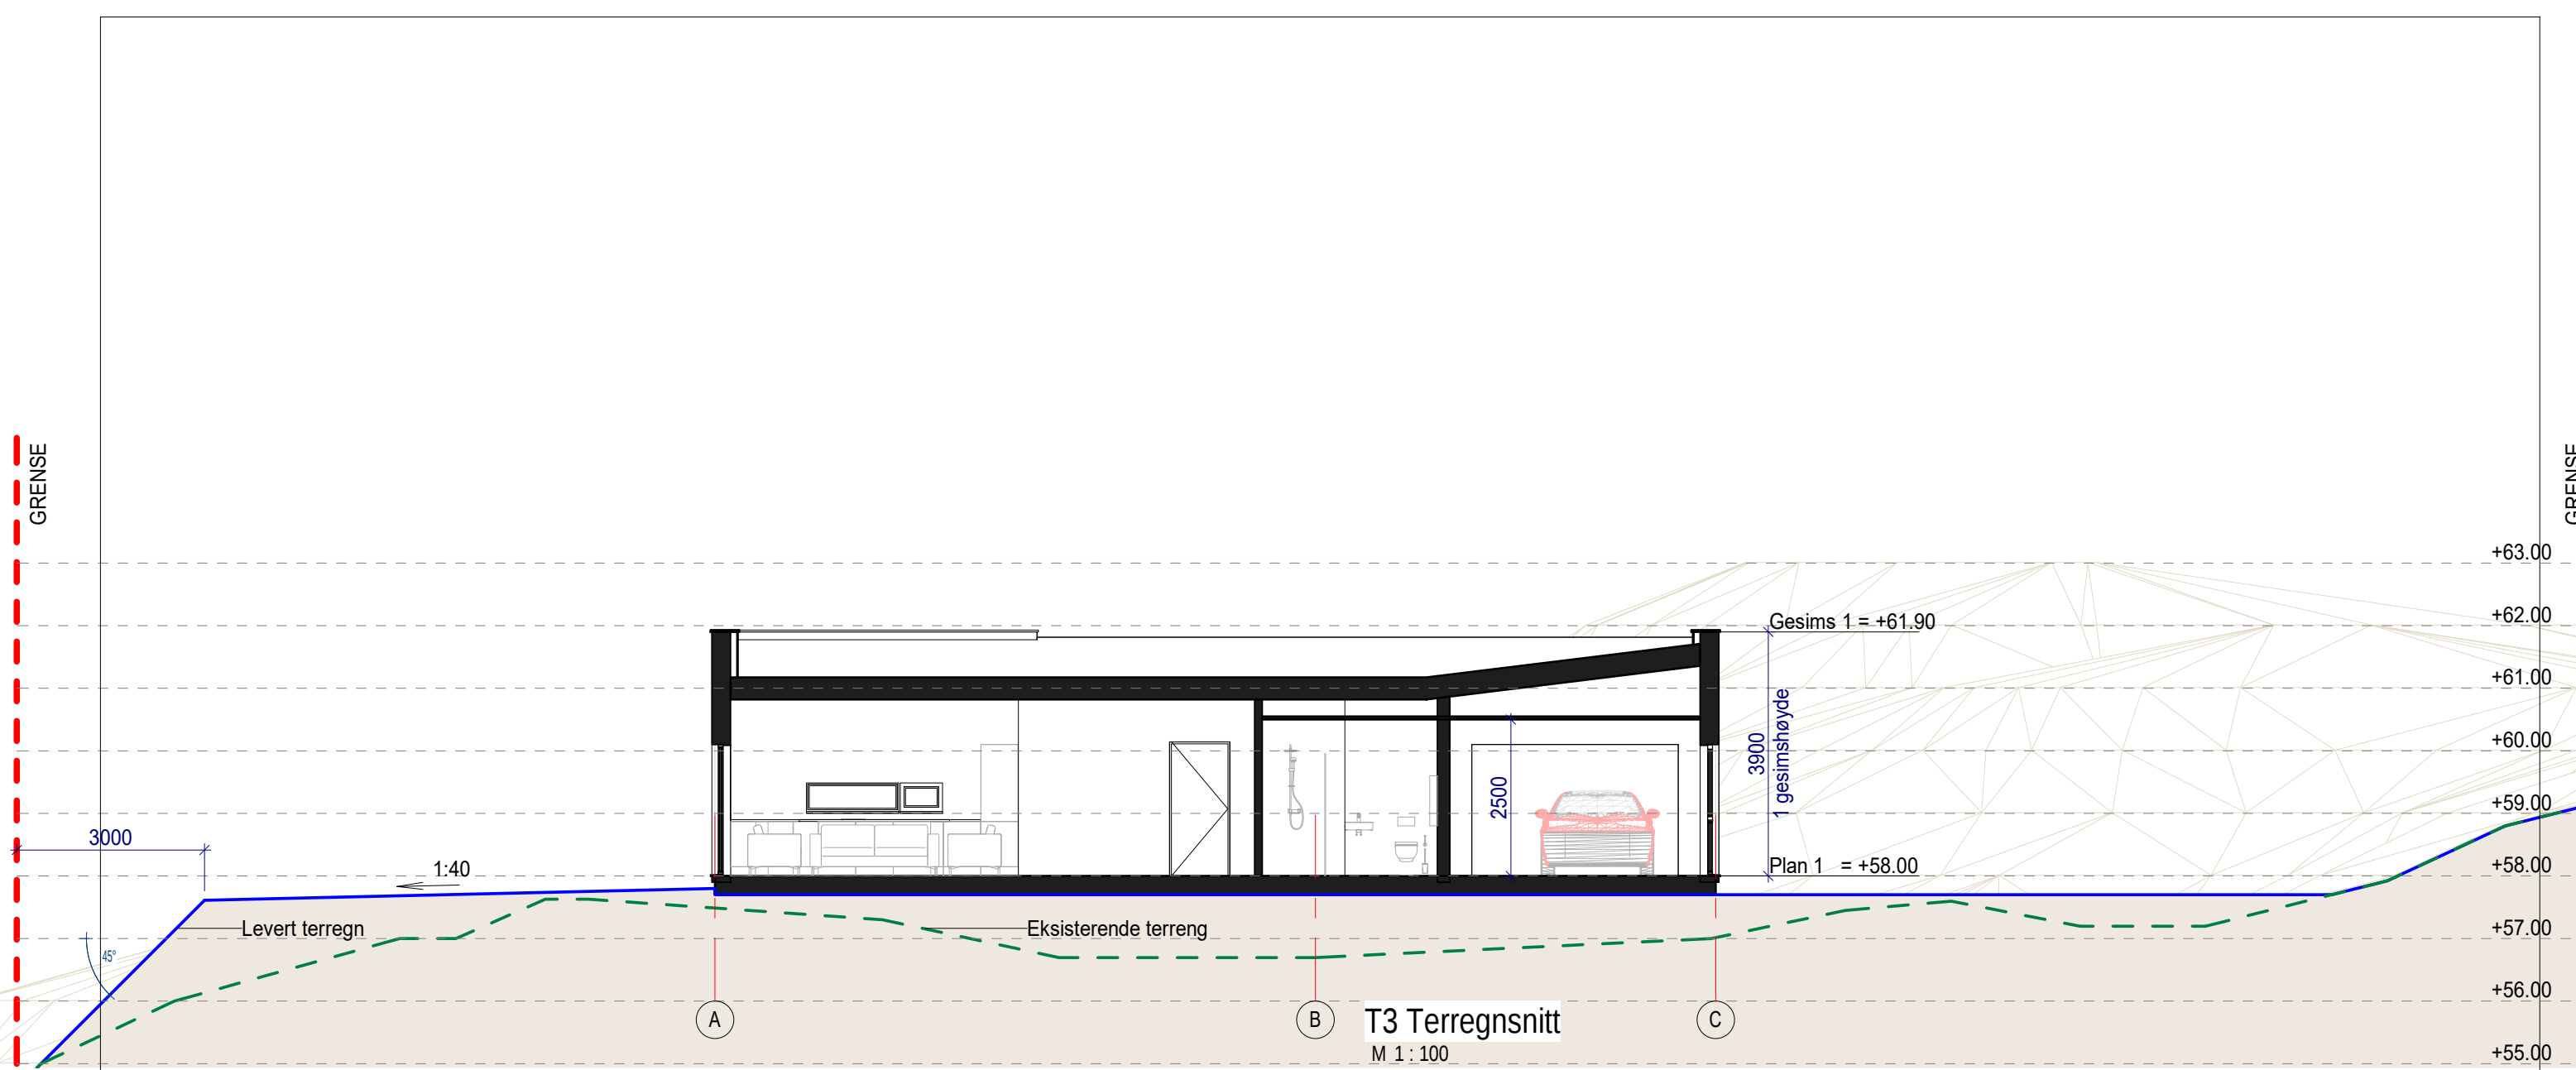 GRENSE
GRENSE
+63.00
Gesims 1 = +61.90
+62.00
+61.00
3900
1 gesimshøyde
+60.00
2500
+59.00
3000
1:40
Plan 1 = +58.00
+58.00
Levert terregn
Eksisterende terreng
+57.00
45°
+56.00
A
B
C
T3 Terregnsnitt
M 1 : 100
+55.00